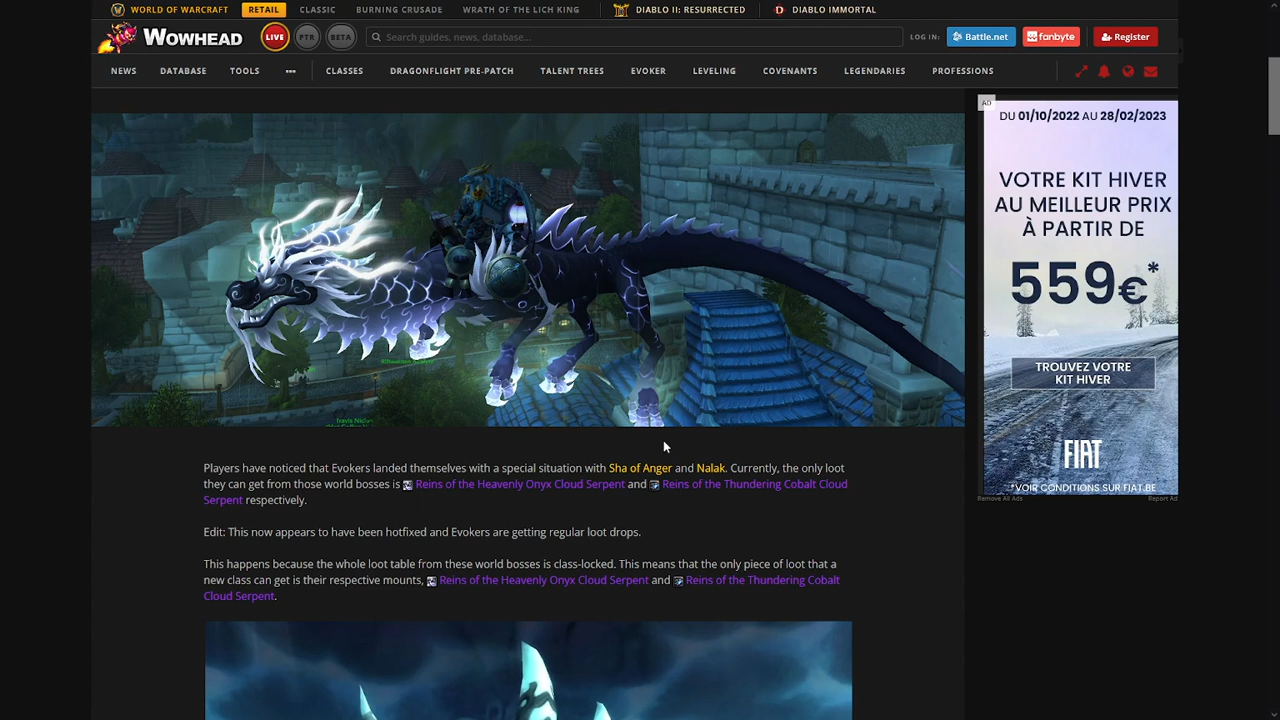 WORLD OF WARCRAFT RETAIL CLASSIC BURNING CRUSADE WRATH OF THE LICH KING DIABLO II: RESURRECTED DIABLO IMMORTAL
WOWHEAD LIVE PTR BETA Search guides, news, database... LOG IN: Battle.net fanbyte Register
NEWS DATABASE TOOLS ••• CLASSES DRAGONFLIGHT PRE-PATCH TALENT TREES EVOKER LEVELING COVENANTS LEGENDARIES PROFESSIONS
AD
DU 01/10/2022 AU 28/02/2023
VOTRE KIT HIVER
AU MEILLEUR PRIX
À PARTIR DE
559€*
TROUVEZ VOTRE
KIT HIVER
FIAT
*VOIR CONDITIONS SUR FIAT.BE
Remove All Ads Report Ad
Players have noticed that Evokers landed themselves with a special situation with Sha of Anger and Nalak. Currently, the only loot
they can get from those world bosses is Reins of the Heavenly Onyx Cloud Serpent and Reins of the Thundering Cobalt Cloud
Serpent respectively.
Edit: This now appears to have been hotfixed and Evokers are getting regular loot drops.
This happens because the whole loot table from these world bosses is class-locked. This means that the only piece of loot that a
new class can get is their respective mounts, Reins of the Heavenly Onyx Cloud Serpent and Reins of the Thundering Cobalt
Cloud Serpent.